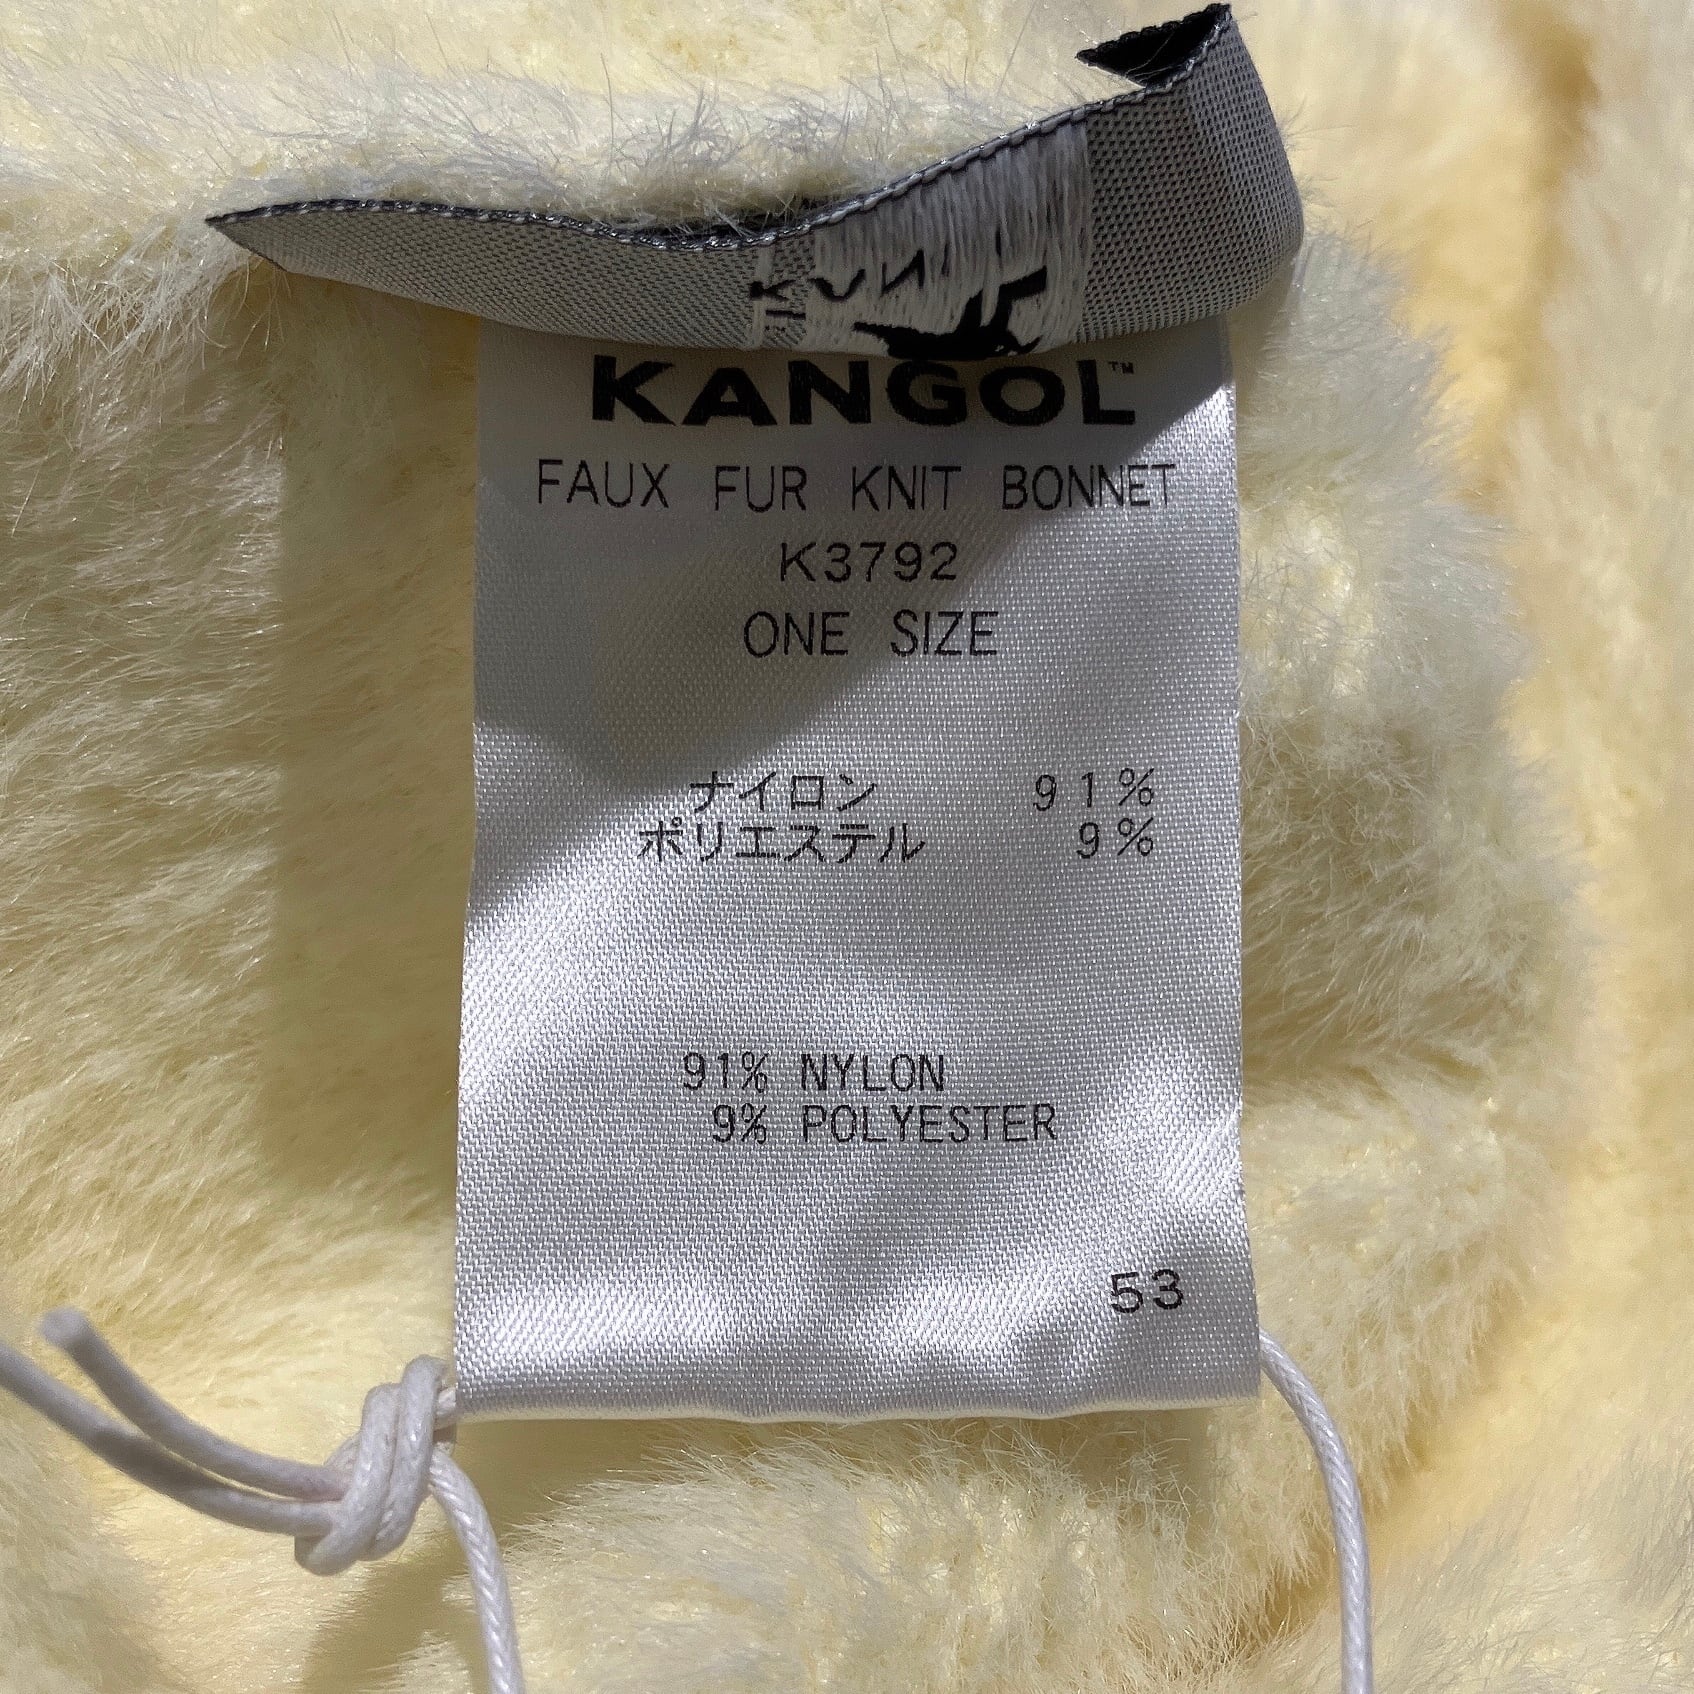 KANGOL™
FAUX FUR KNIT BONNET
K3792
ONE SIZE
ナイロン 91%
ポリエステル 9%
91% NYLON
9% POLYESTER
53